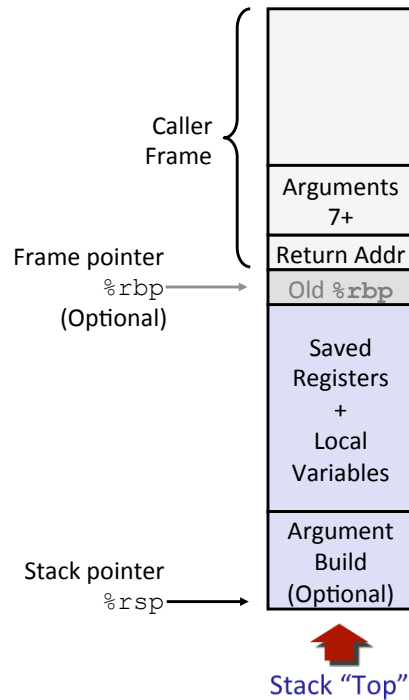 Caller
Frame
Arguments
7+
Return Addr
Frame pointer
%rbp
(Optional)
Old %rbp
Saved
Registers
+
Local
Variables
Argument
Build
(Optional)
Stack pointer
%rsp
Stack “Top”